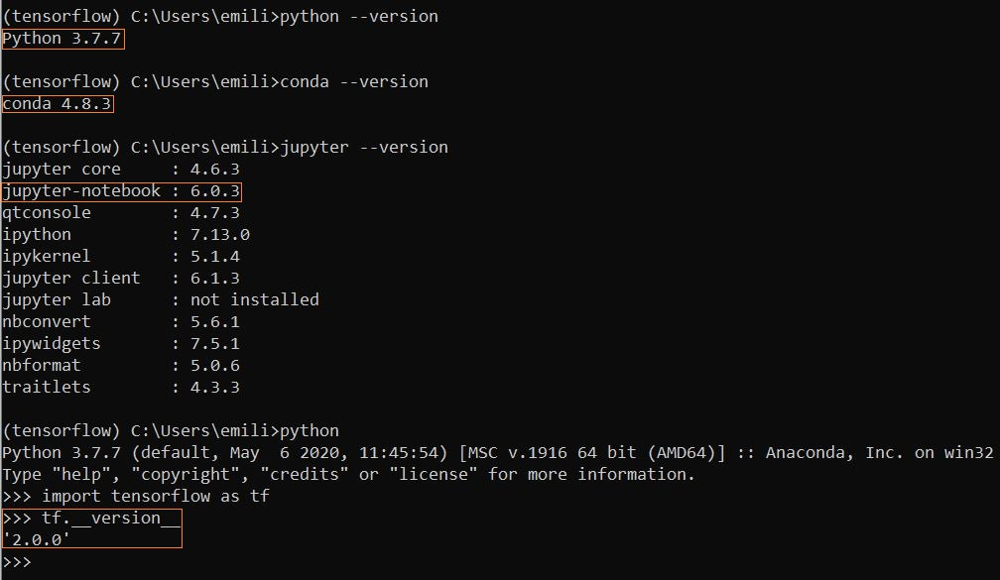 (tensorflow) C:\Users\emili>python --version
Python 3.7.7
(tensorflow) C:\Users\emili>conda --version
conda 4.8.3
(tensorflow) C:\Users\emili>jupyter --version
jupyter core     : 4.6.3
jupyter-notebook : 6.0.3
qtconsole        : 4.7.3
ipython          : 7.13.0
ipykernel        : 5.1.4
jupyter client   : 6.1.3
jupyter lab      : not installed
nbconvert        : 5.6.1
ipywidgets       : 7.5.1
nbformat         : 5.0.6
traitlets        : 4.3.3
(tensorflow) C:\Users\emili>python
Python 3.7.7 (default, May  6 2020, 11:45:54) [MSC v.1916 64 bit (AMD64)] :: Anaconda, Inc. on win32
Type "help", "copyright", "credits" or "license" for more information.
>>> import tensorflow as tf
>>> tf.__version__
'2.0.0'
>>>